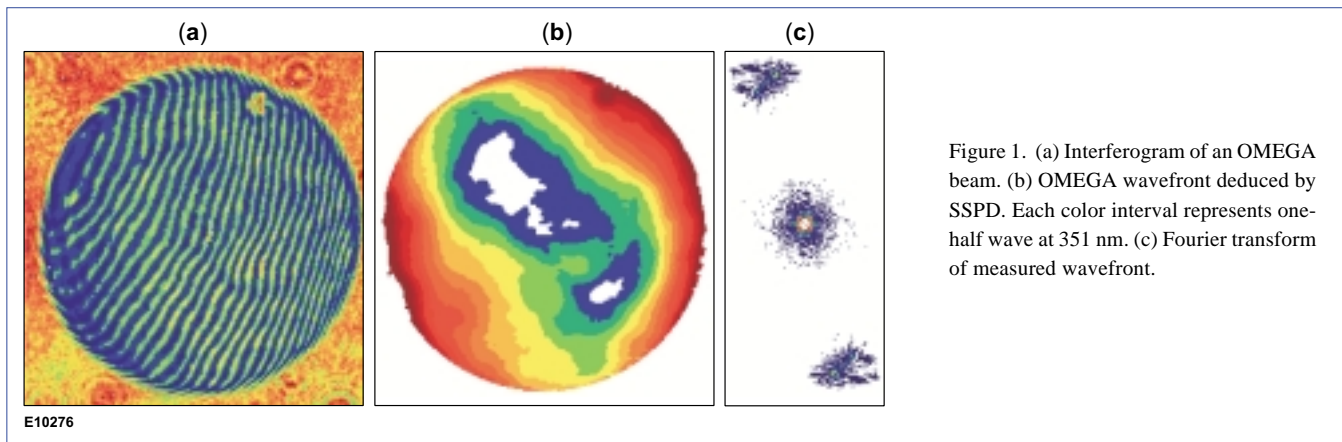 (a)
(b)
(c)
Figure 1. (a) Interferogram of an OMEGA
beam. (b) OMEGA wavefront deduced by
SSPD. Each color interval represents one-
half wave at 351 nm. (c) Fourier transform
of measured wavefront.
E10276